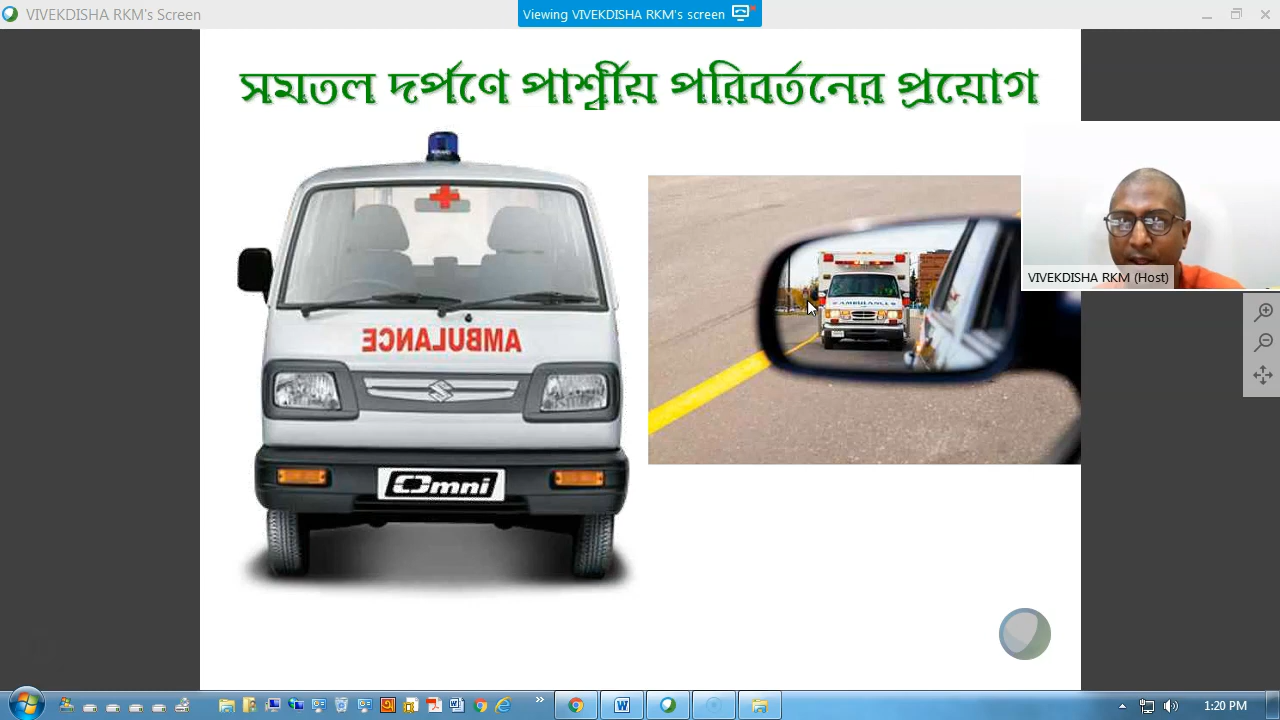 VIVEKDISHA RKM's Screen
Viewing VIVEKDISHA RKM's screen
সমতল দর্পণে পার্শ্বীয় পরিবর্তনের প্রয়োগ
AMBULANCE
Omni
AMBULANCE
VIVEKDISHA RKM (Host)
1:20 PM